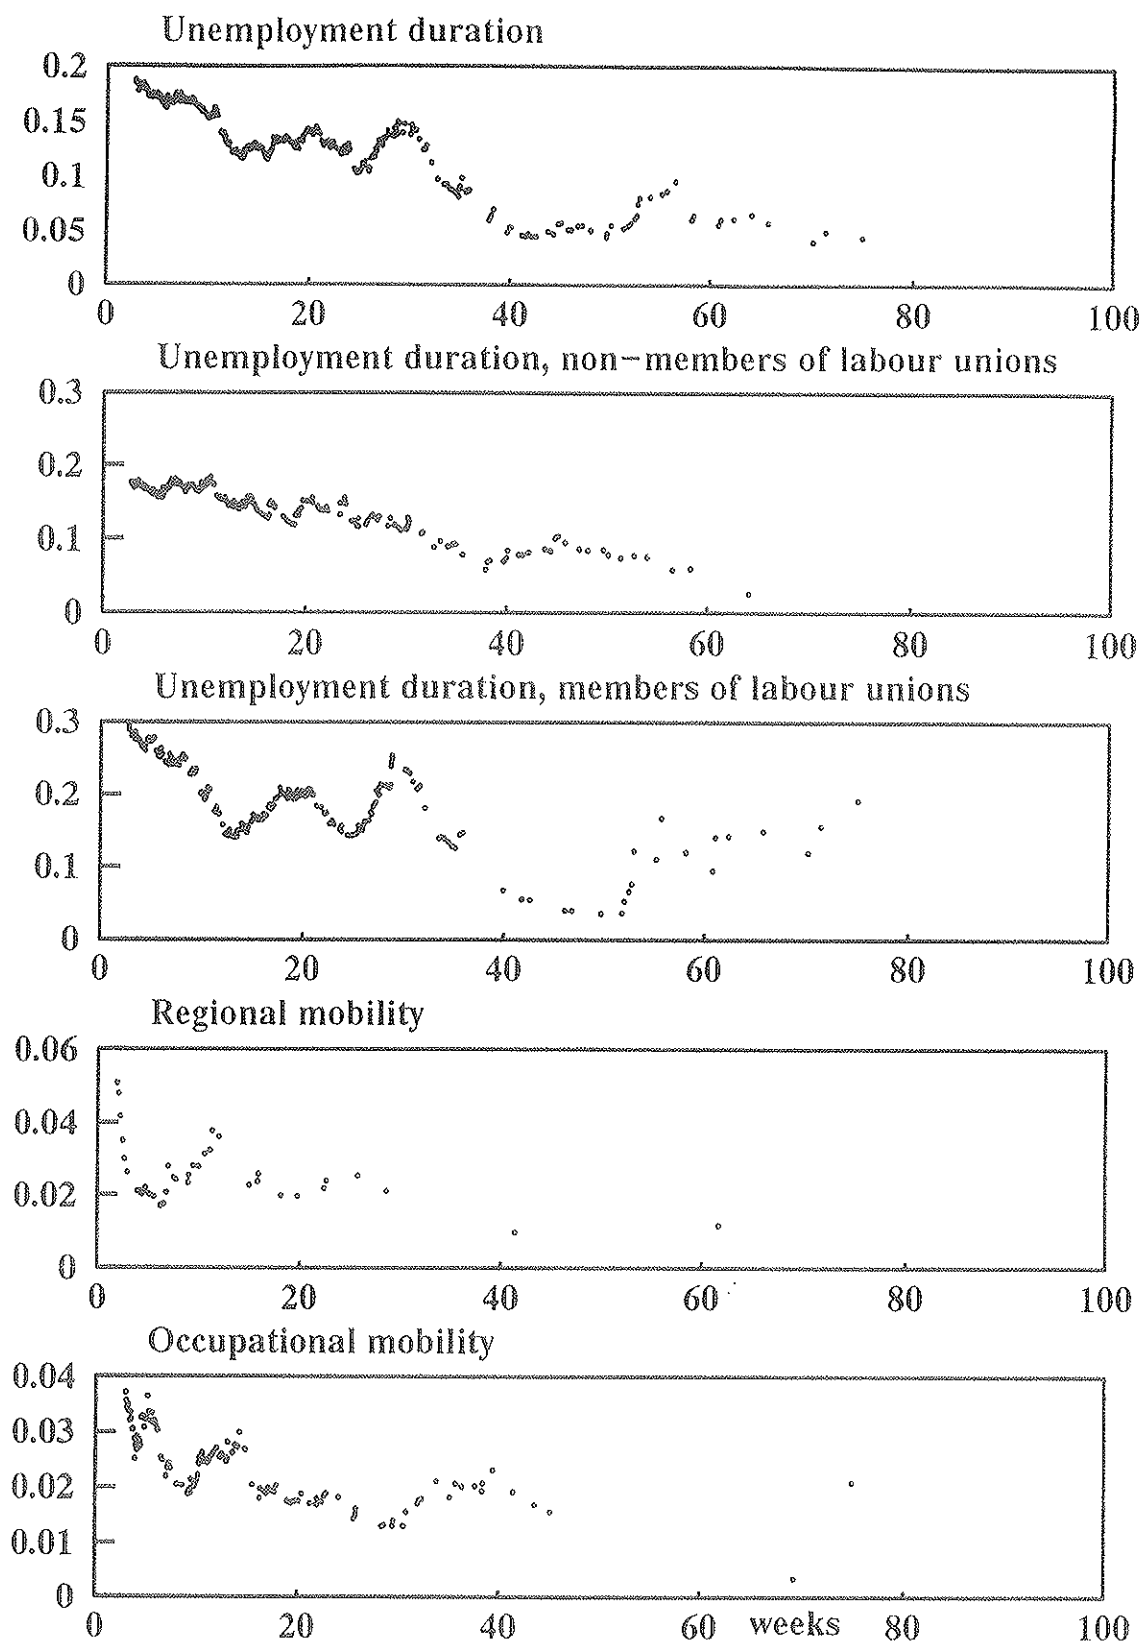 Unemployment duration
0.2
0.15
0.1
0.05
0
0 20 40 60 80 100
Unemployment duration, non-members of labour unions
0.3
0.2
0.1
0
0 20 40 60 80 100
Unemployment duration, members of labour unions
0.3
0.2
0.1
0
0 20 40 60 80 100
Regional mobility
0.06
0.04
0.02
0
0 20 40 60 80 100
Occupational mobility
0.04
0.03
0.02
0.01
0
0 20 40 60 weeks 80 100